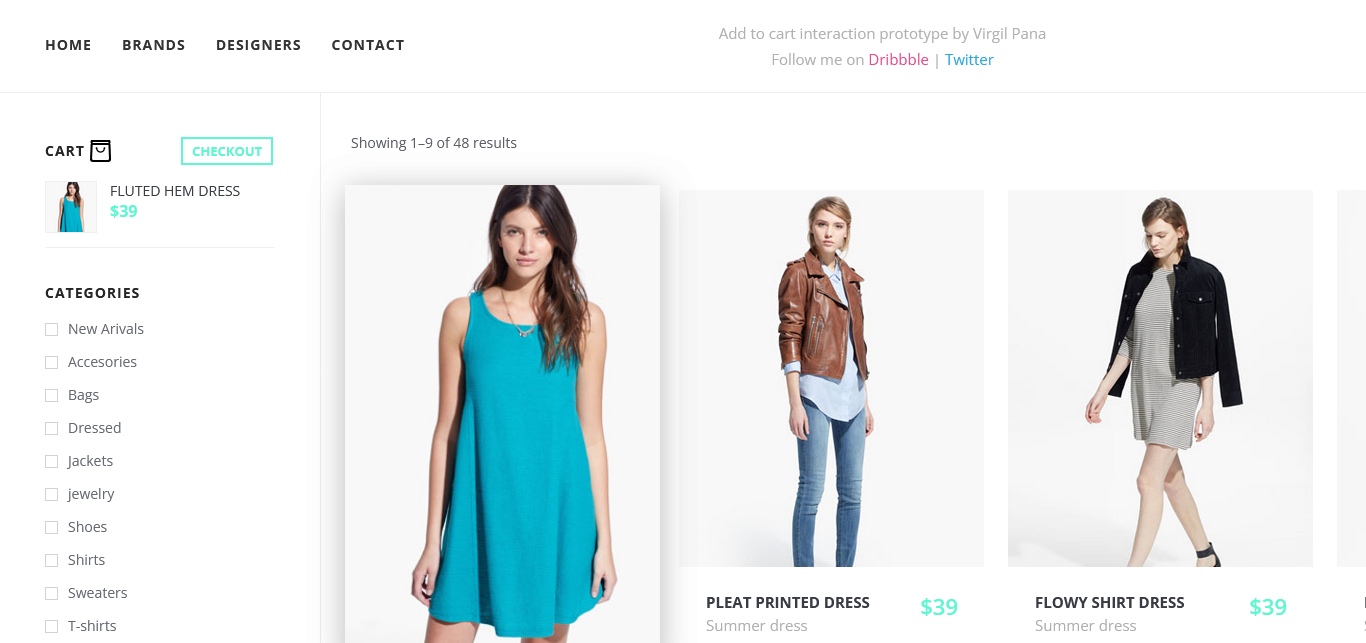 HOME BRANDS DESIGNERS CONTACT
Add to cart interaction prototype by Virgil Pana
Follow me on Dribbble | Twitter
CART CHECKOUT
FLUTED HEM DRESS
$39
CATEGORIES
New Arivals
Accesories
Bags
Dressed
Jackets
jewelry
Shoes
Shirts
Sweaters
T-shirts
Showing 1–9 of 48 results
PLEAT PRINTED DRESS $39
Summer dress
FLOWY SHIRT DRESS $39
Summer dress